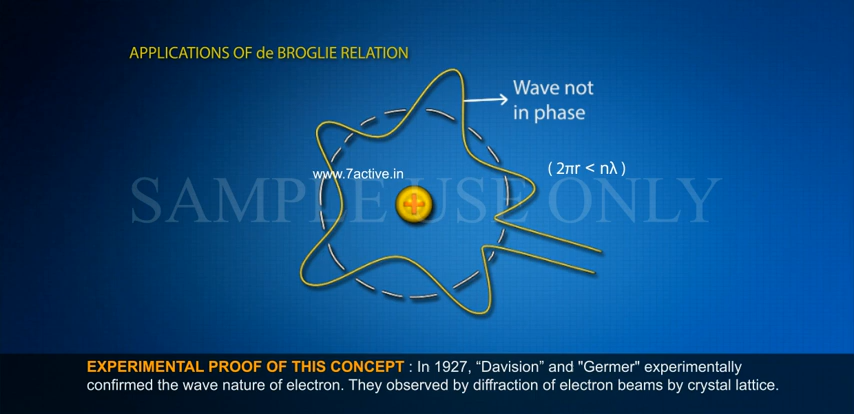 APPLICATIONS OF de BROGLIE RELATION
Wave not
in phase
( 2πr < nλ )
www.7active.in
SAMPLE USE ONLY
EXPERIMENTAL PROOF OF THIS CONCEPT : In 1927, “Davision” and "Germer" experimentally
confirmed the wave nature of electron. They observed by diffraction of electron beams by crystal lattice.